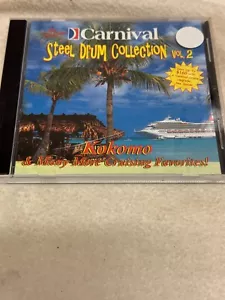 Carnival
Steel Drum Collection Vol. 2
Kokomo
& Many More Cruising Favorites!